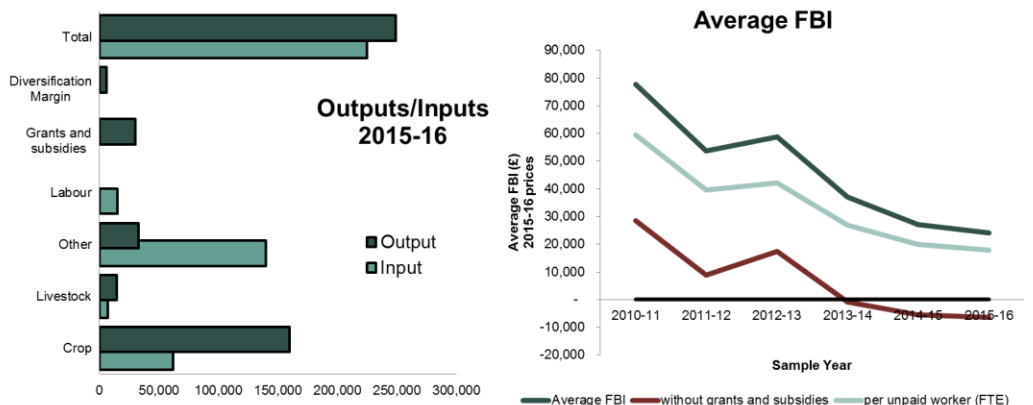 Total
Diversification
Margin
Grants and
subsidies
Labour
Other
Livestock
Crop
0
50,000
100,000
150,000
200,000
250,000
300,000
Outputs/Inputs
2015-16
Output
Input
Average FBI
90,000
80,000
70,000
60,000
50,000
40,000
30,000
20,000
10,000
-
-10,000
-20,000
Average FBI (£)
2015-16 prices
2010-11
2011-12
2012-13
2013-14
2014-15
2015-16
Sample Year
Average FBI
without grants and subsidies
per unpaid worker (FTE)